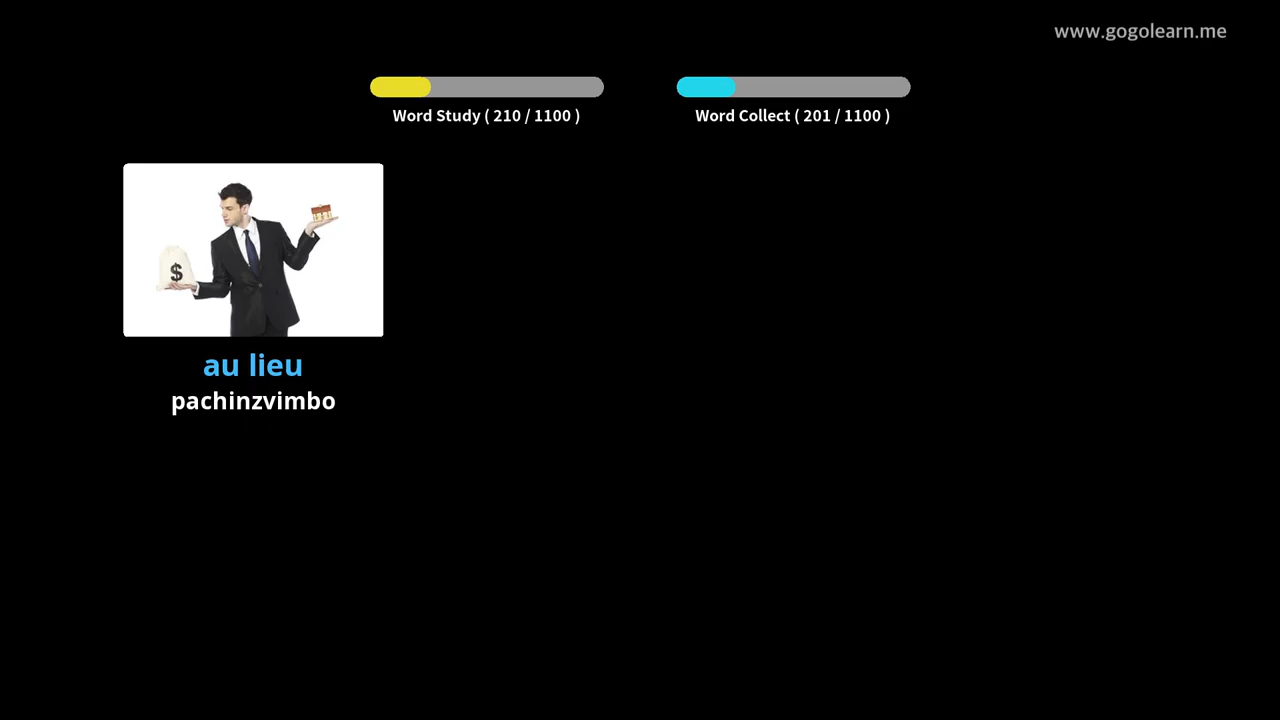 www.gogolearn.me
Word Study ( 210 / 1100 )
Word Collect ( 201 / 1100 )
$
au lieu
pachinzvimbo